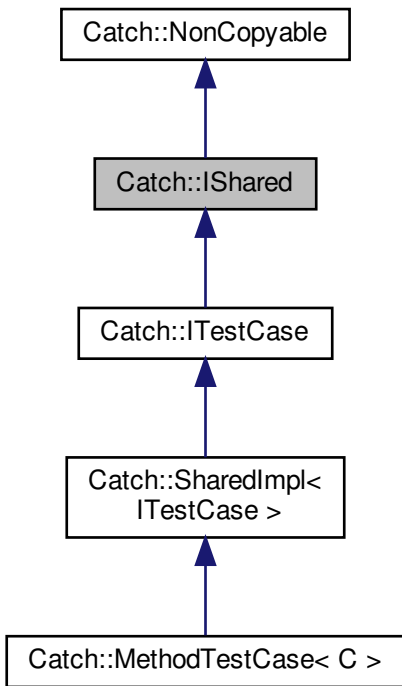 Catch::NonCopyable
Catch::IShared
Catch::ITestCase
Catch::SharedImpl<
ITestCase >
Catch::MethodTestCase< C >